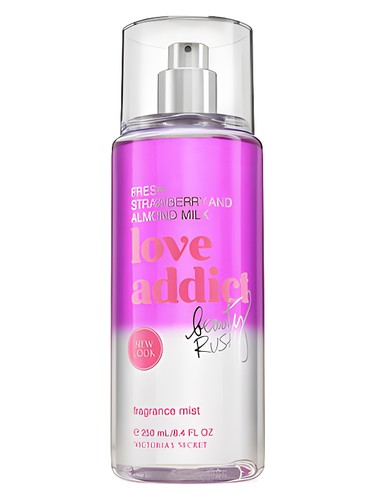 FRESH
STRAWBERRY AND
ALMOND MILK
love
addict
beauty
RUSH
NEW
LOOK
fragrance mist
℮ 250 mL/8.4 FL OZ
VICTORIA'S SECRET